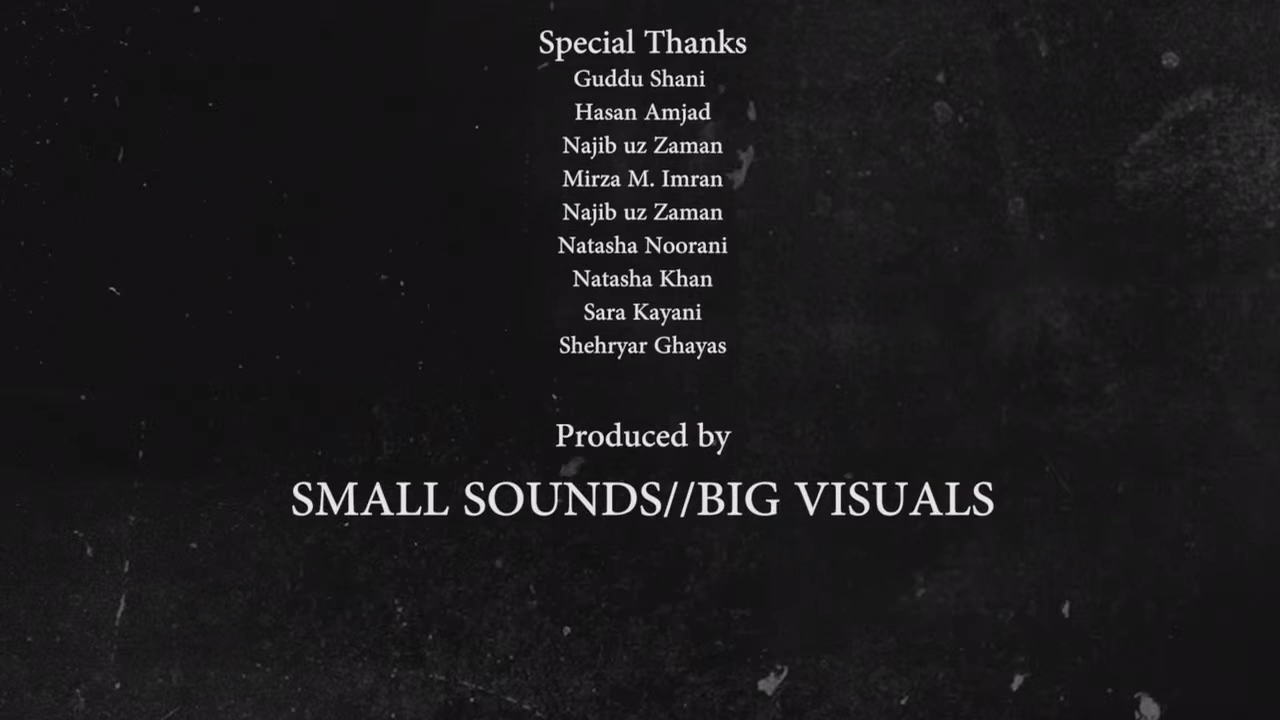 Special Thanks
Guddu Shani
Hasan Amjad
Najib uz Zaman
Mirza M. Imran
Najib uz Zaman
Natasha Noorani
Natasha Khan
Sara Kayani
Shehryar Ghayas
Produced by
SMALL SOUNDS//BIG VISUALS